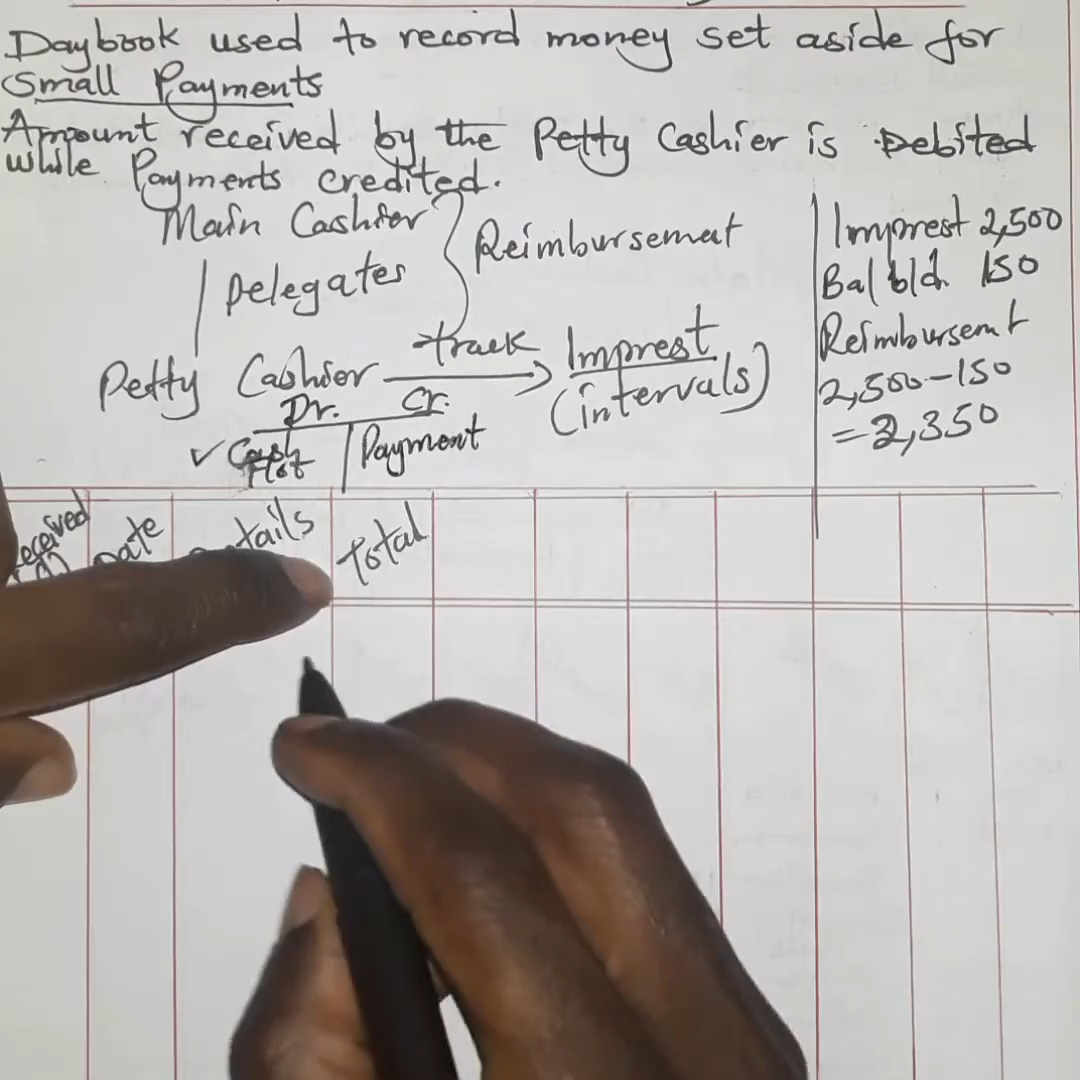 Daybook used to record money set aside for
Small Payments
Amount received by the Petty Cashier is Debited
while Payments credited.
Main Cashier
Delegates
Reimbursement
Petty Cashier
track
Imprest
(intervals)
Dr. Cr.
✓ Cash Payment
Imprest 2,500
Bal b/d. 150
Reimbursemt
2,500-150
=2,350
Date
Total